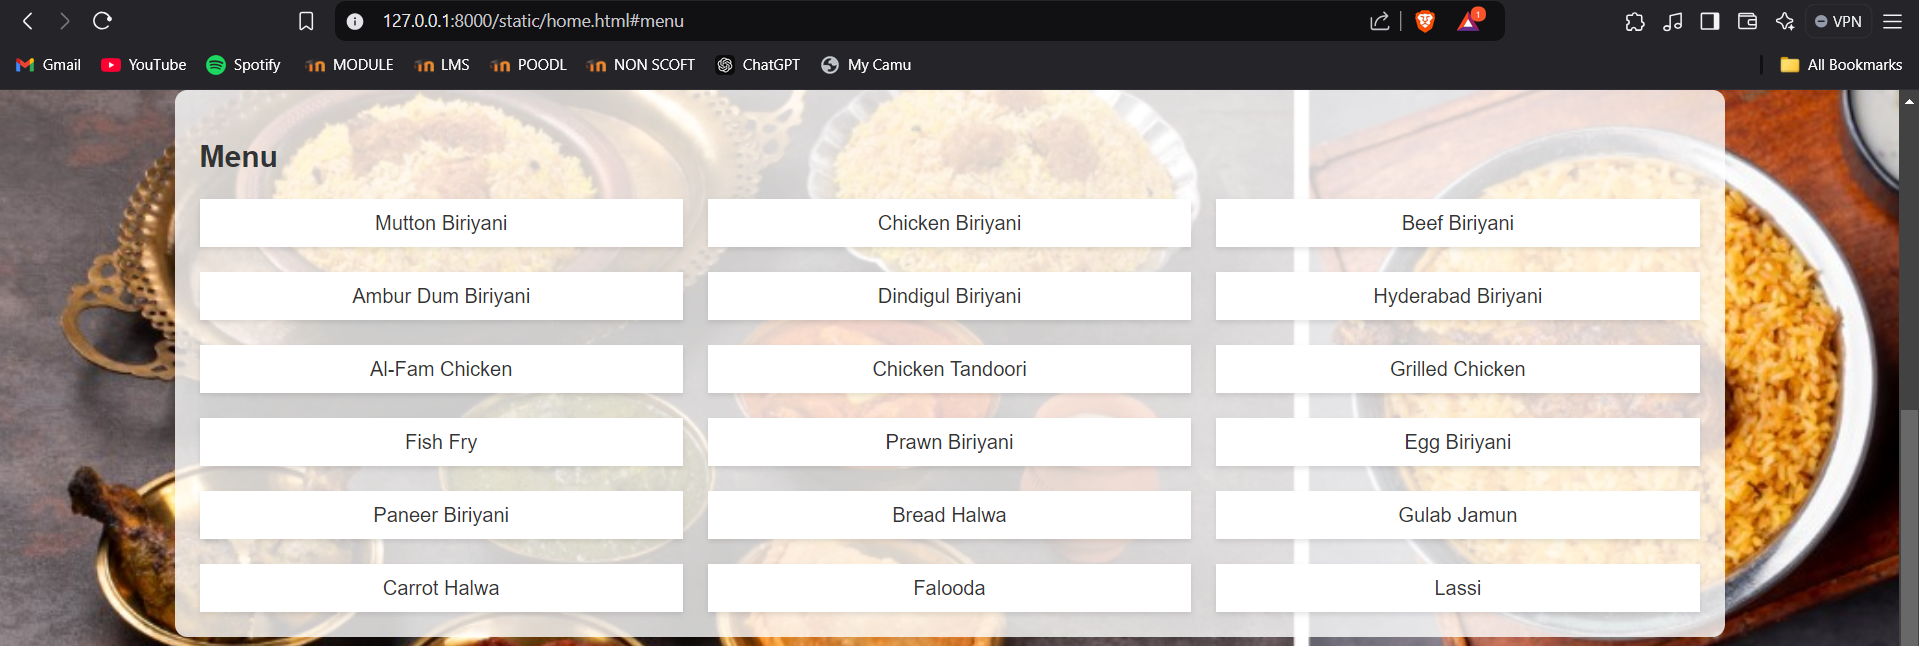 127.0.0.1:8000/static/home.html#menu
1
VPN
Gmail YouTube Spotify MODULE LMS POODL NON SCOFT ChatGPT My Camu All Bookmarks
Menu
Mutton Biriyani Chicken Biriyani Beef Biriyani
Ambur Dum Biriyani Dindigul Biriyani Hyderabad Biriyani
Al-Fam Chicken Chicken Tandoori Grilled Chicken
Fish Fry Prawn Biriyani Egg Biriyani
Paneer Biriyani Bread Halwa Gulab Jamun
Carrot Halwa Falooda Lassi